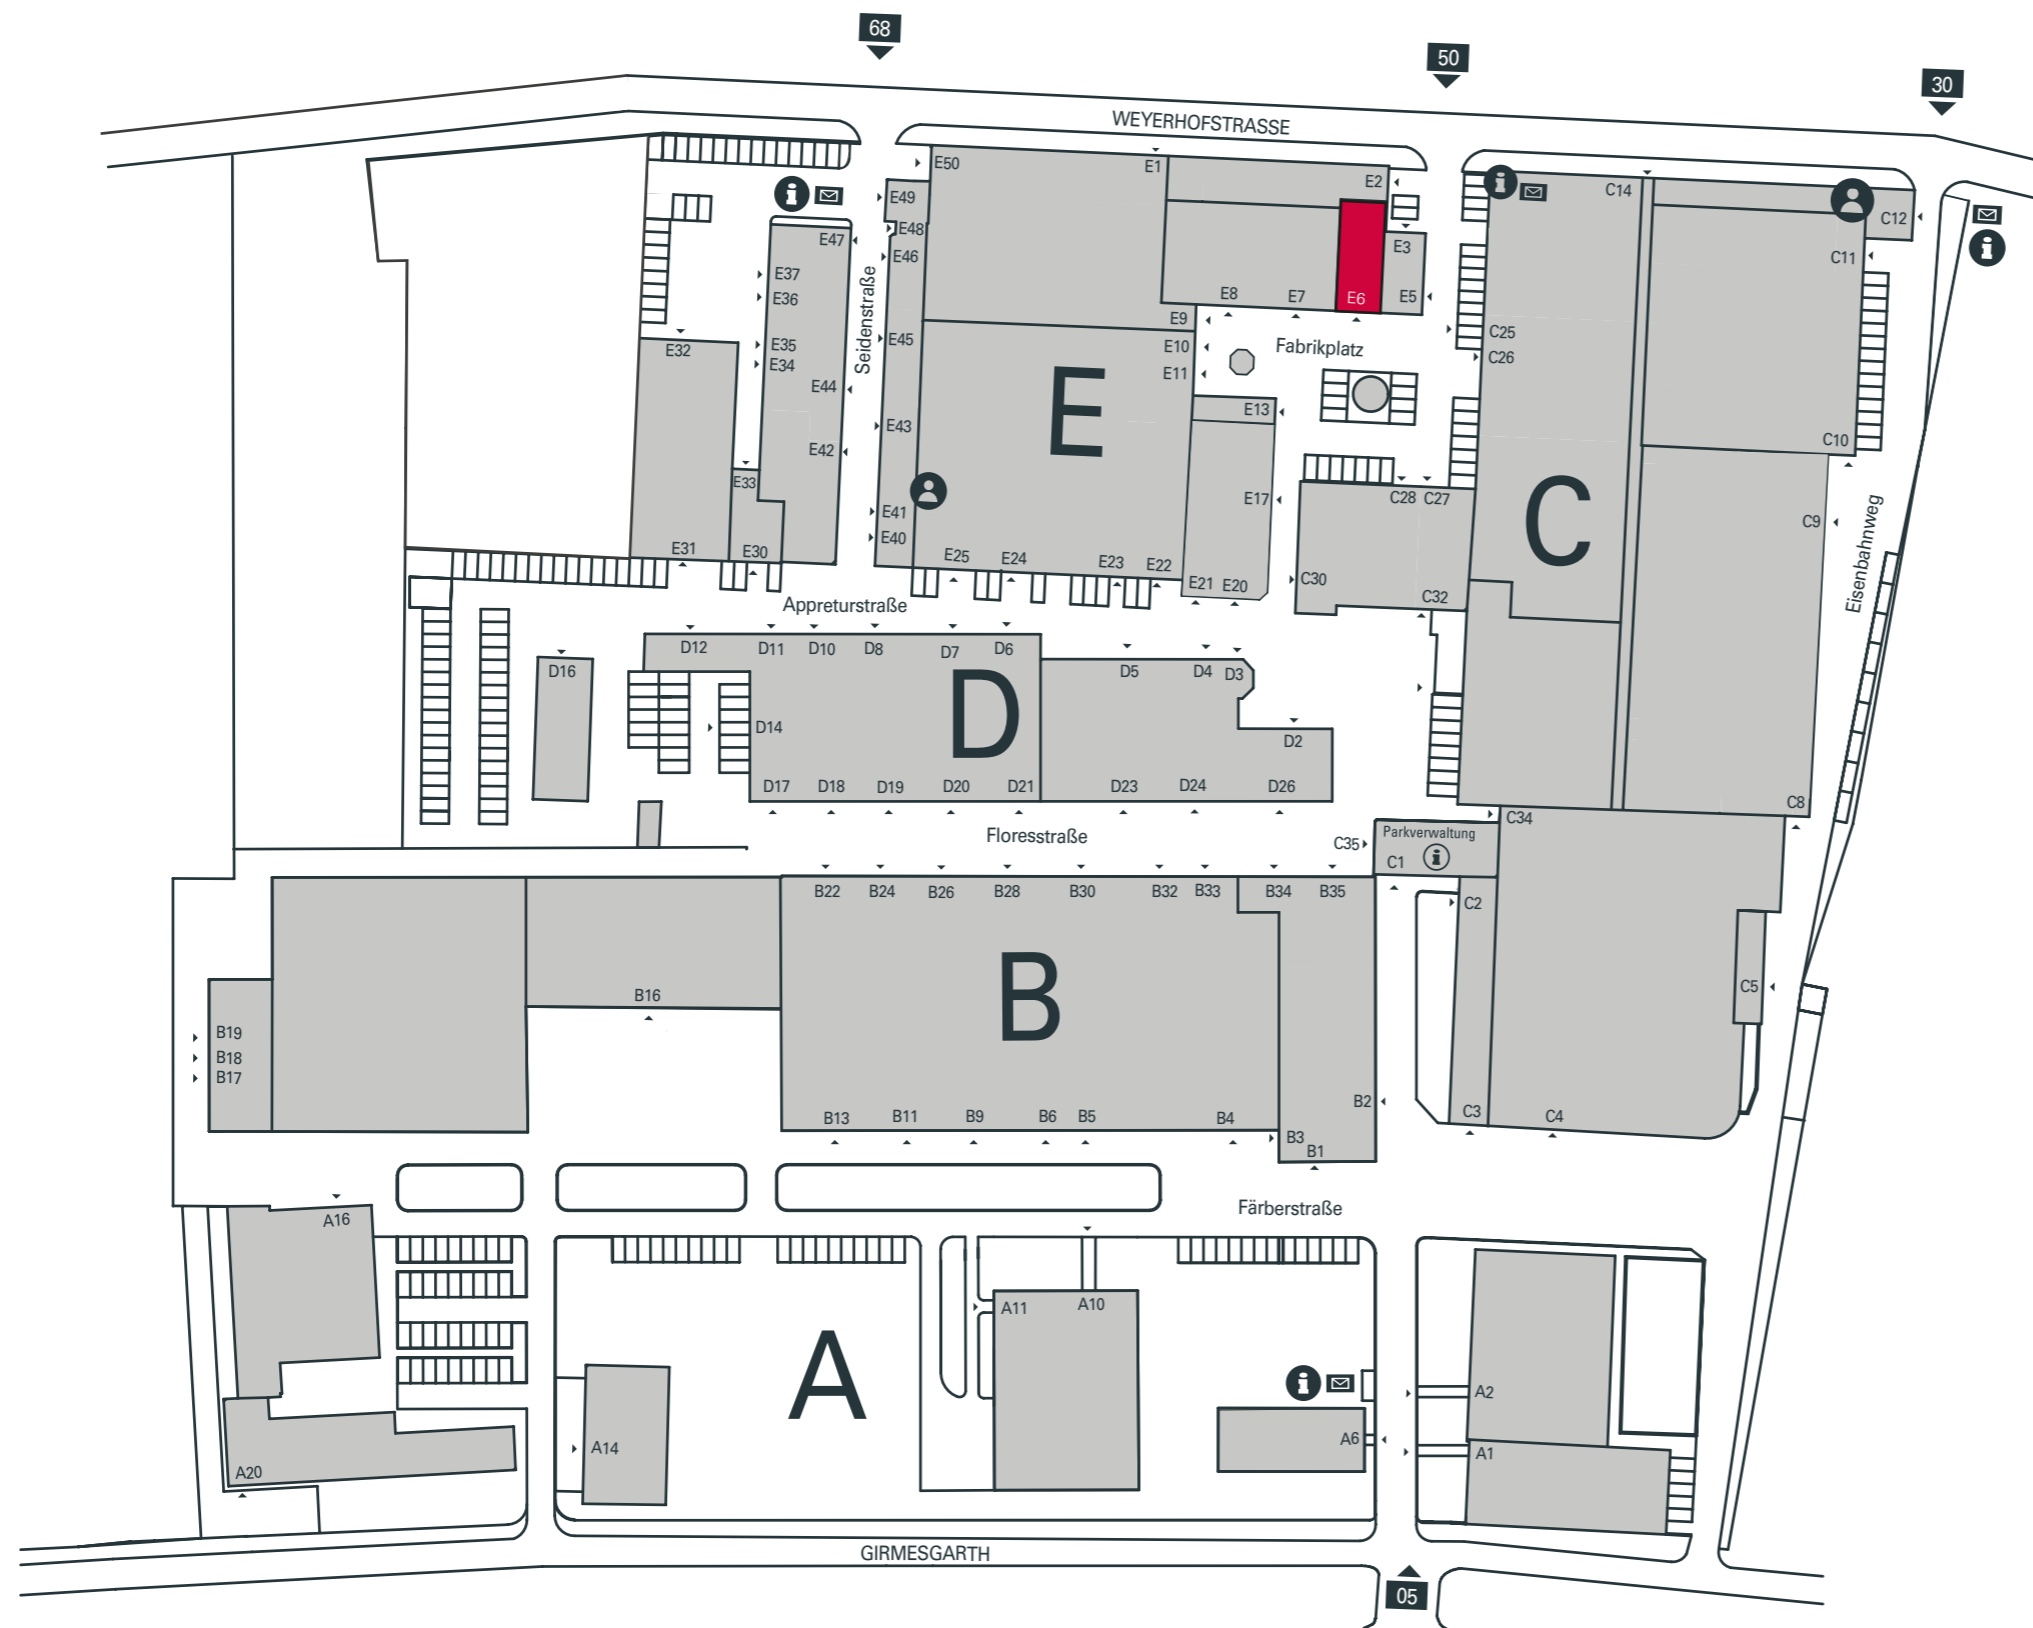 68
50
30
WEYERHOFSTRASSE
E50
E1
E2
E49
E48
E47
E46
E3
C14
C12
C11
E37
E36
E8
E7
E6
E5
Seidenstraße
E35
E34
E32
E45
E9
E10
E11
Fabrikplatz
C25
C26
E44
E43
E42
E
E13
C10
E33
E17
C28
C27
C
C9
Eisenbahnweg
E41
E40
E31
E30
E25
E24
E23
E22
E21
E20
C30
C32
Appreturstraße
D12
D11
D10
D8
D7
D6
D5
D4
D3
D16
D14
D
D2
D17
D18
D19
D20
D21
D23
D24
D26
C8
Floresstraße
C34
Parkverwaltung
C35
C1
B22
B24
B26
B28
B30
B32
B33
B34
B35
C2
B16
B
C5
B19
B18
B17
B13
B11
B9
B6
B5
B4
B3
B1
B2
C3
C4
Färberstraße
A16
A11
A10
A
A2
A14
A6
A1
A20
GIRMESGARTH
05